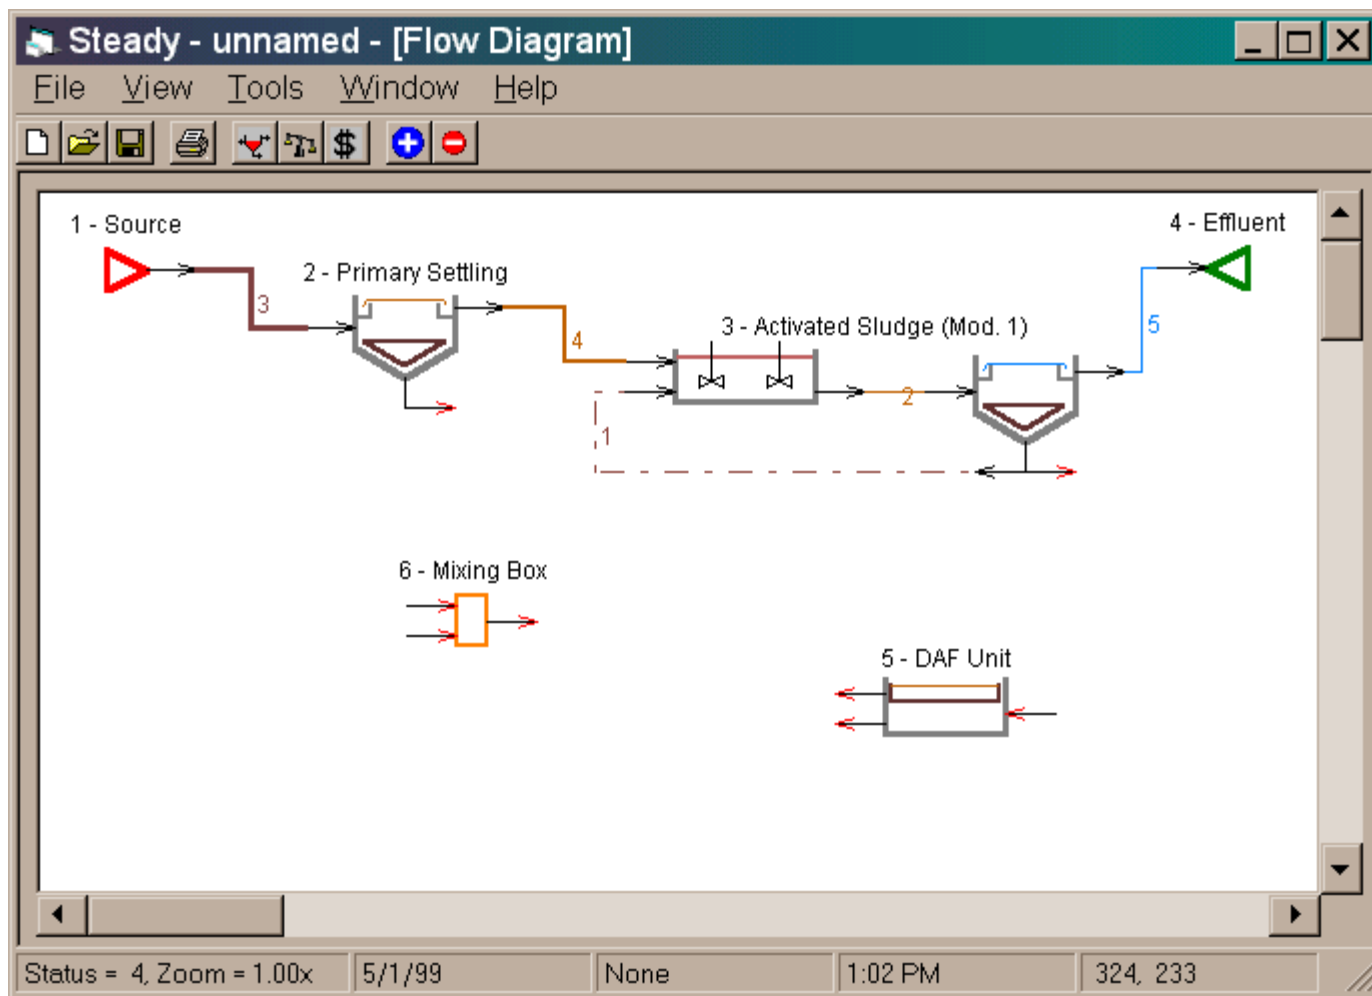 Steady - unnamed - [Flow Diagram]
File View Tools Window Help
$
1 - Source
4 - Effluent
2 - Primary Settling
3
4
3 - Activated Sludge (Mod. 1)
5
2
1
6 - Mixing Box
5 - DAF Unit
Status = 4, Zoom = 1.00x 5/1/99 None 1:02 PM 324, 233